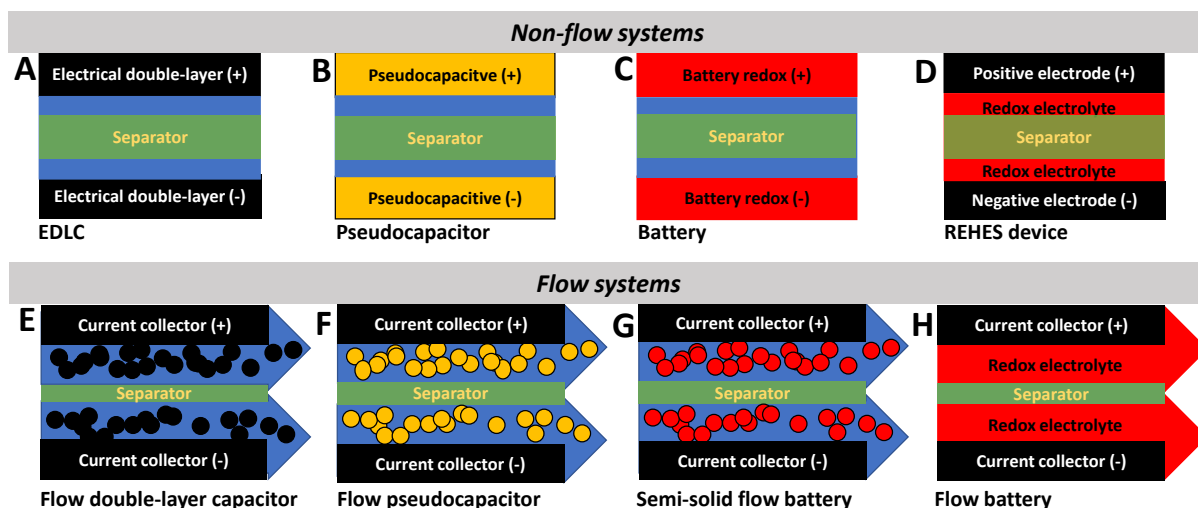 Non-flow systems
A
Electrical double-layer (+)
Separator
Electrical double-layer (-)
EDLC
B
Pseudocapacitve (+)
Separator
Pseudocapacitive (-)
Pseudocapacitor
C
Battery redox (+)
Separator
Battery redox (-)
Battery
D
Positive electrode (+)
Redox electrolyte
Separator
Redox electrolyte
Negative electrode (-)
REHES device
Flow systems
E
Current collector (+)
Separator
Current collector (-)
Flow double-layer capacitor
F
Current collector (+)
Separator
Current collector (-)
Flow pseudocapacitor
G
Current collector (+)
Separator
Current collector (-)
Semi-solid flow battery
H
Current collector (+)
Redox electrolyte
Separator
Redox electrolyte
Current collector (-)
Flow battery